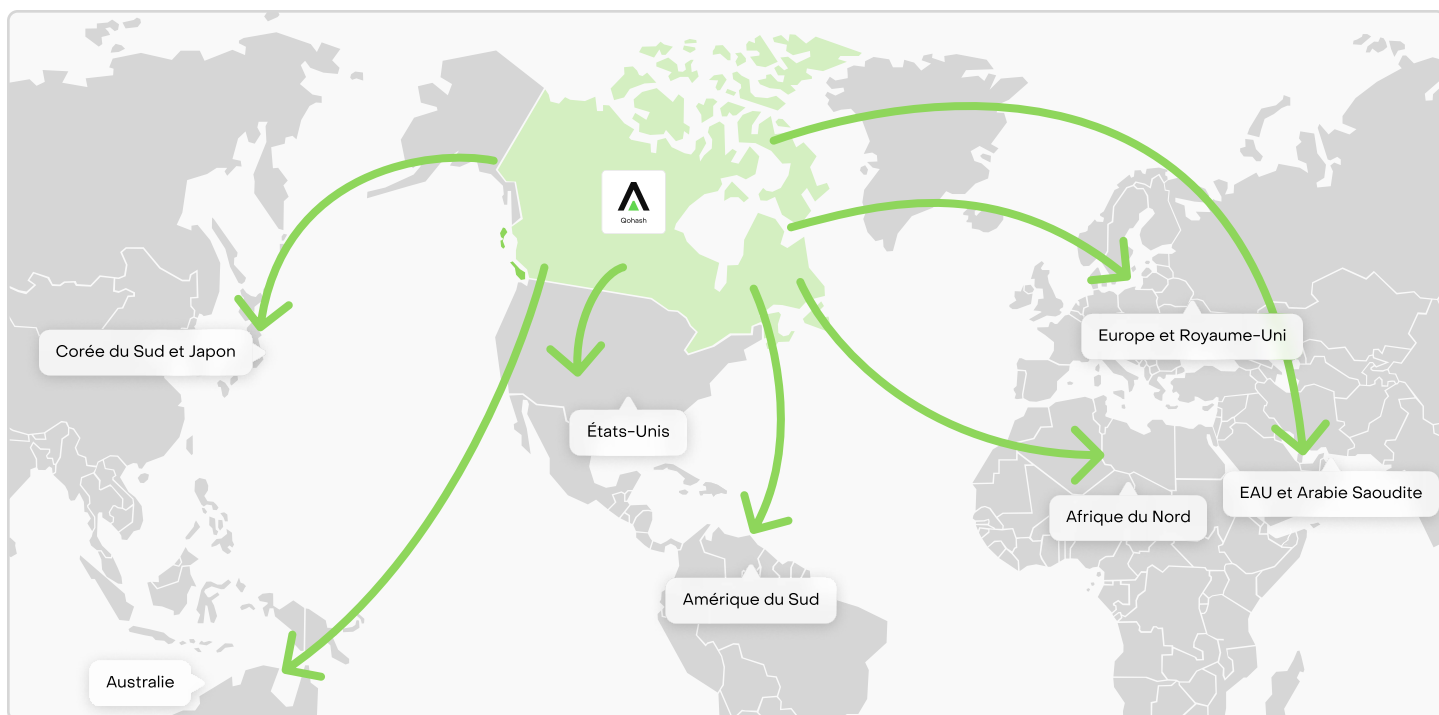 Qohash
Europe et Royaume-Uni
Corée du Sud et Japon
États-Unis
EAU et Arabie Saoudite
Afrique du Nord
Amérique du Sud
Australie